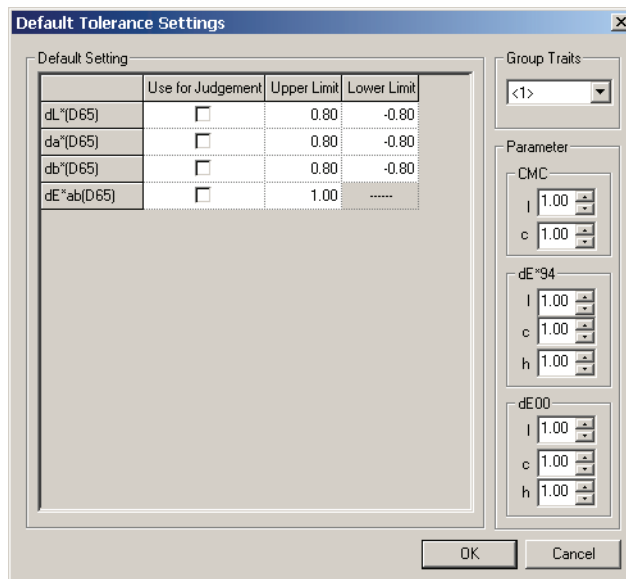 Default Tolerance Settings
Default Setting
Use for Judgement Upper Limit Lower Limit
dL*(D65) 0.80 -0.80
da*(D65) 0.80 -0.80
db*(D65) 0.80 -0.80
dE*ab(D65) 1.00 ------
Group Traits
<1>
Parameter
CMC
l 1.00
c 1.00
dE*94
l 1.00
c 1.00
h 1.00
dE00
l 1.00
c 1.00
h 1.00
OK Cancel